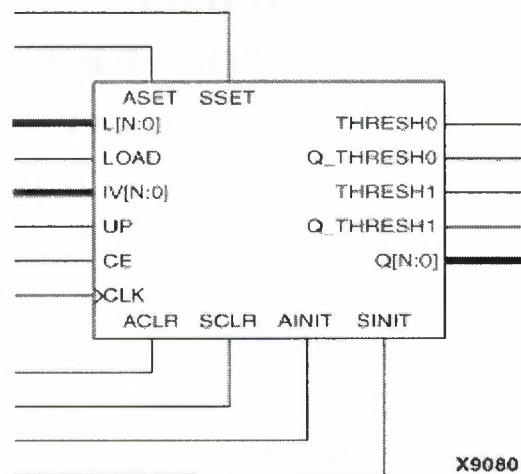 ASET SSET
L[N:0] THRESH0
LOAD Q_THRESH0
IV[N:0] THRESH1
UP Q_THRESH1
CE Q[N:0]
CLK
ACLR SCLR AINIT SINIT
X9080